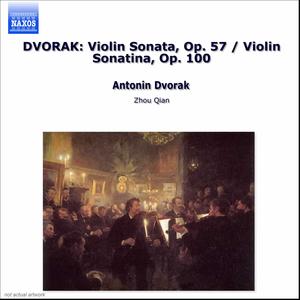 NAXOS
DVORAK: Violin Sonata, Op. 57 / Violin
Sonatina, Op. 100
Antonin Dvorak
Zhou Qian
not actual artwork